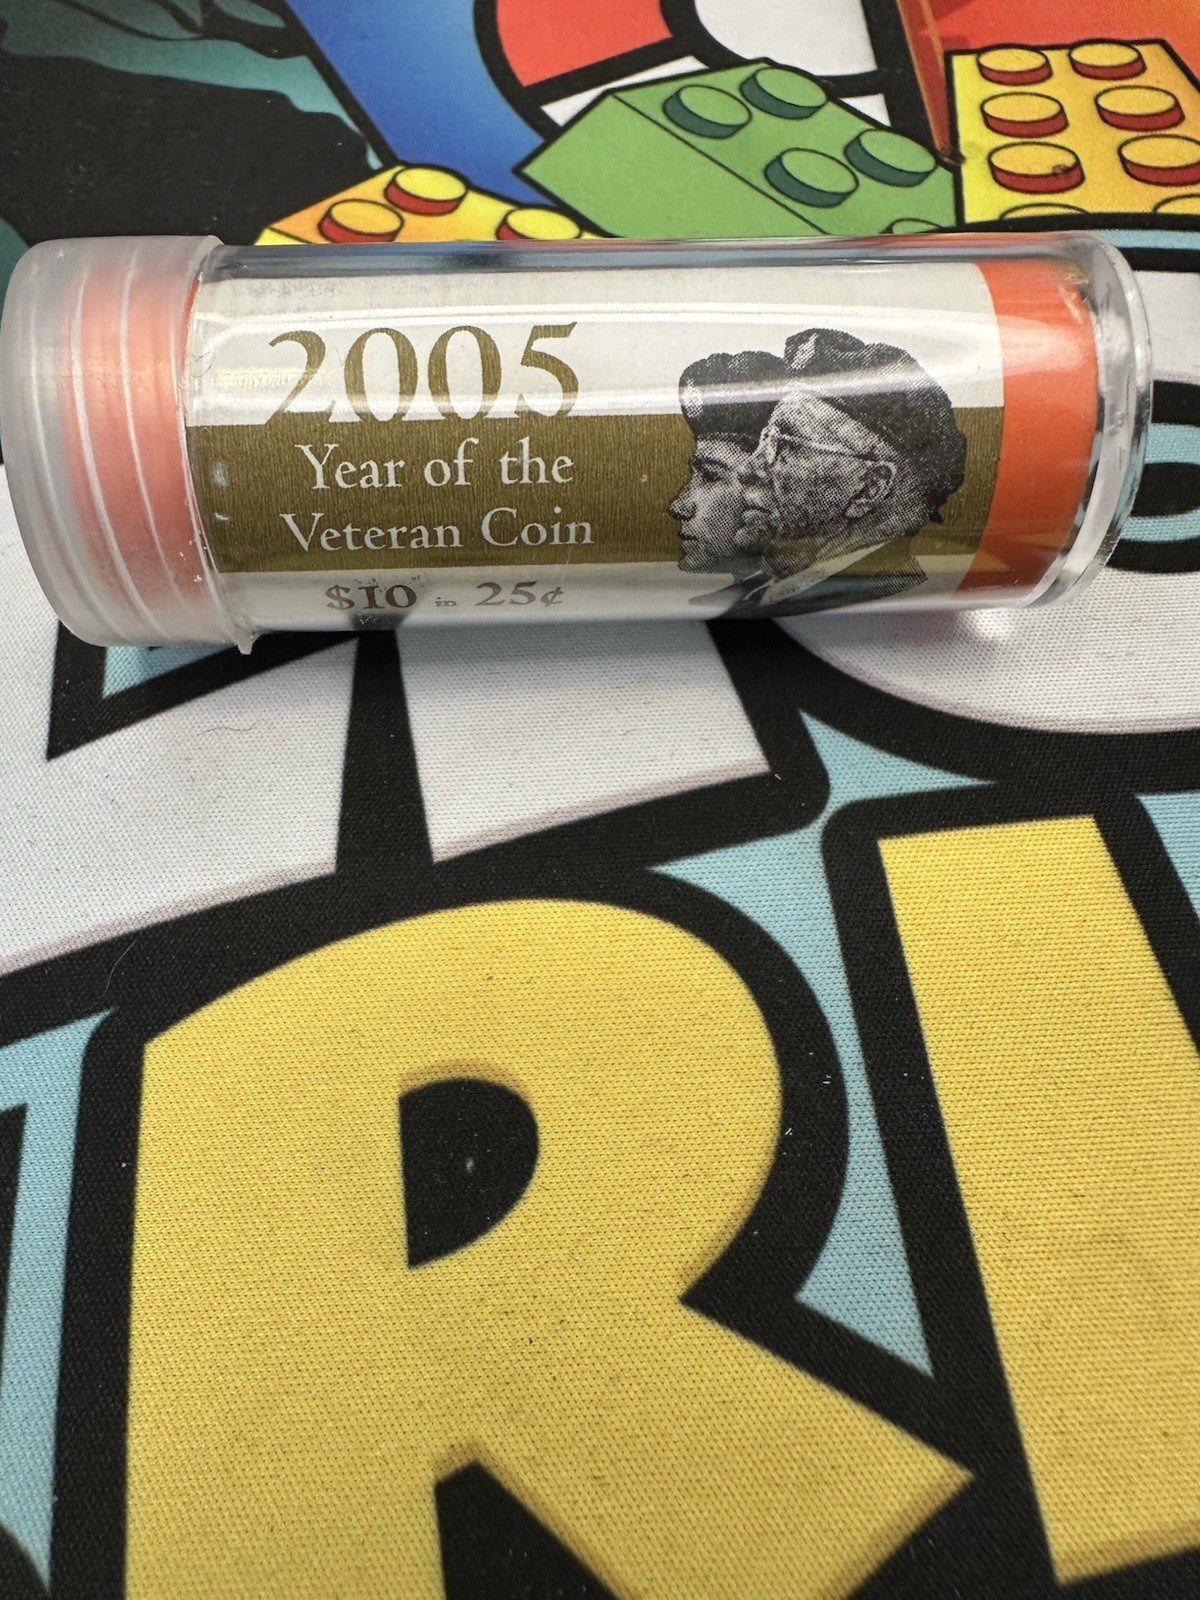 2005
Year of the
Veteran Coin
$10 in 25¢
R